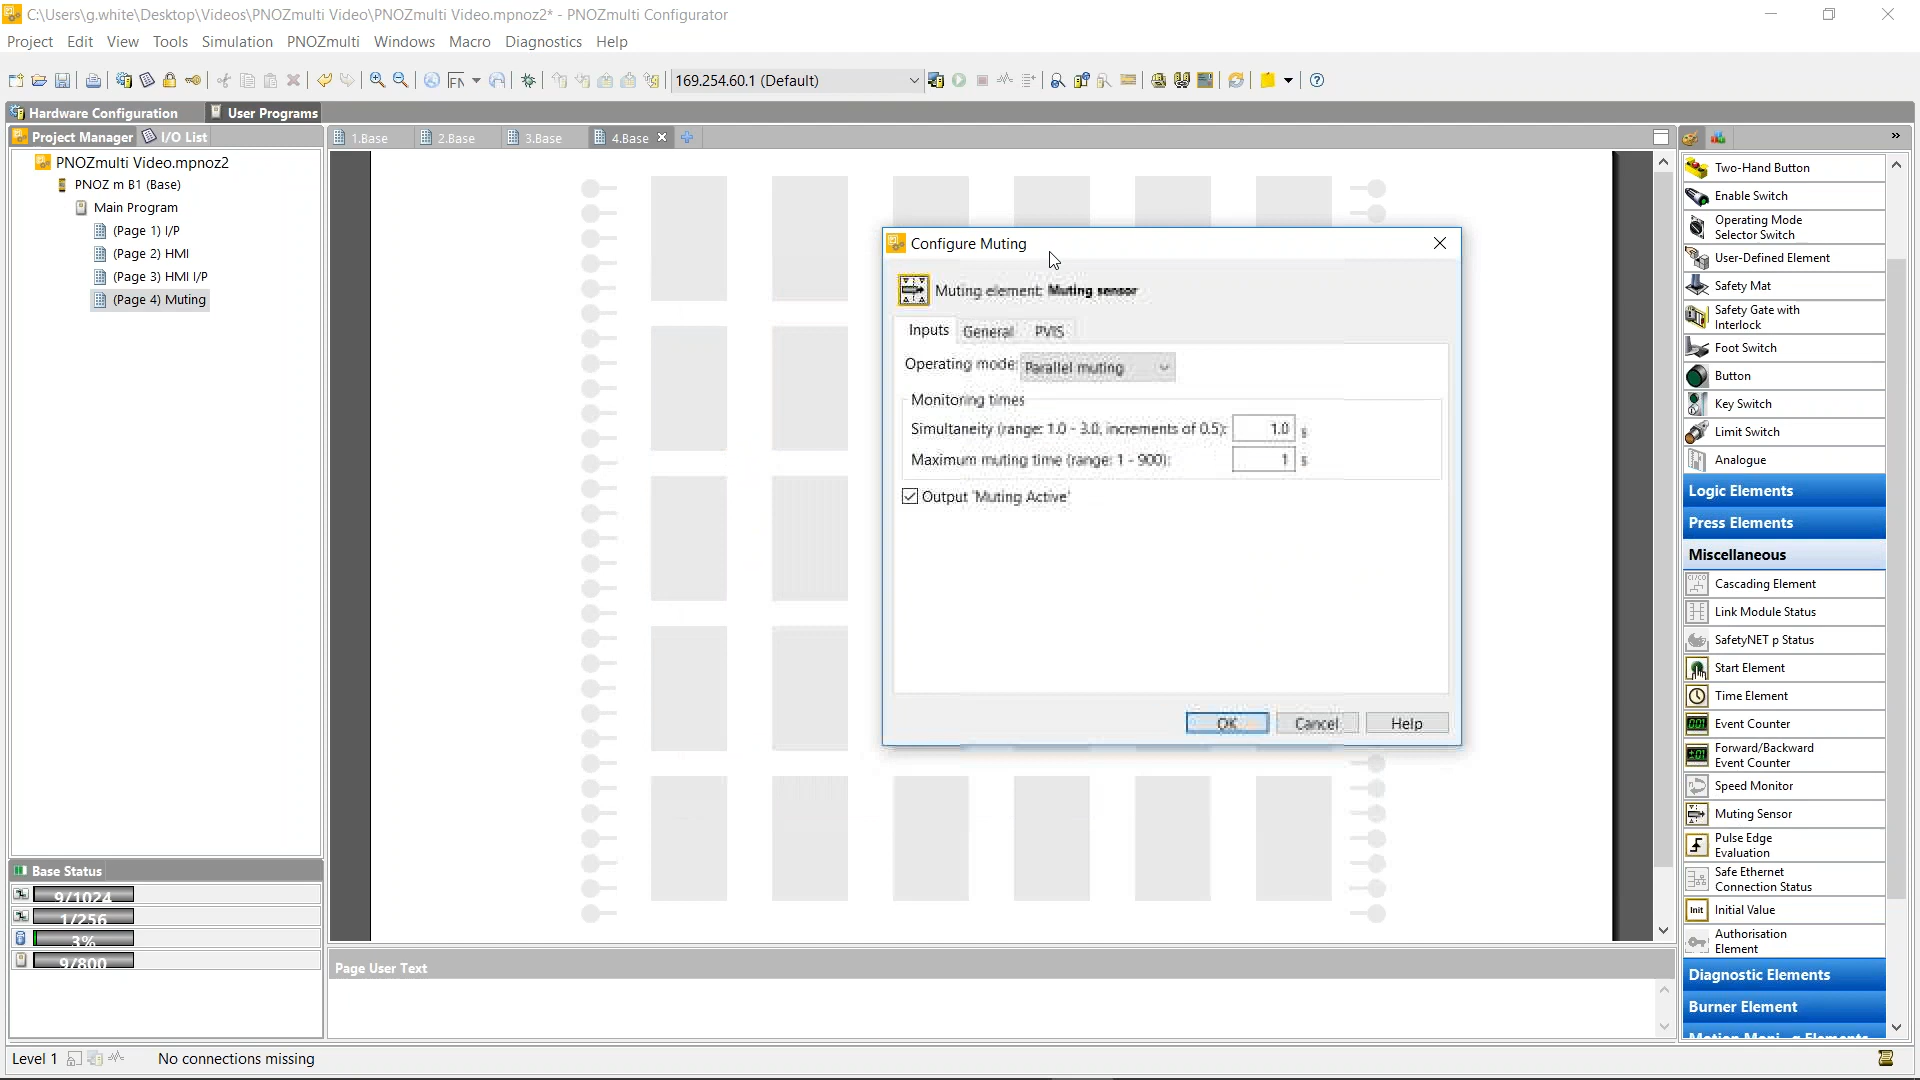 C:\Users\g.white\Desktop\Videos\PNOZmulti Video\PNOZmulti Video.mpnoz2* - PNOZmulti Configurator
Project Edit View Tools Simulation PNOZmulti Windows Macro Diagnostics Help
169.254.60.1 (Default)
Hardware Configuration User Programs
Project Manager I/O List
1.Base 2.Base 3.Base 4.Base
PNOZmulti Video.mpnoz2
PNOZ m B1 (Base)
Main Program
(Page 1) I/P
(Page 2) HMI
(Page 3) HMI I/P
(Page 4) Muting
Base Status
9/1024
1/256
3%
9/800
Configure Muting
Muting element: Muting sensor
Inputs General PVIS
Operating mode: Parallel muting
Monitoring times
Simultaneity (range: 1.0 - 3.0, increments of 0.5): 1.0 s
Maximum muting time (range: 1 - 900): 1 s
Output 'Muting Active'
OK Cancel Help
Page User Text
Two-Hand Button
Enable Switch
Operating Mode
Selector Switch
User-Defined Element
Safety Mat
Safety Gate with
Interlock
Foot Switch
Button
Key Switch
Limit Switch
Analogue
Logic Elements
Press Elements
Miscellaneous
Cascading Element
Link Module Status
SafetyNET p Status
Start Element
Time Element
Event Counter
Forward/Backward
Event Counter
Speed Monitor
Muting Sensor
Pulse Edge
Evaluation
Safe Ethernet
Connection Status
Init Initial Value
Authorisation
Element
Diagnostic Elements
Burner Element
Level 1 No connections missing